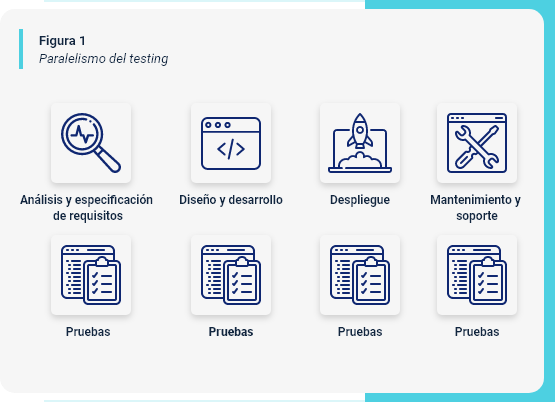 Figura 1
Paralelismo del testing
Análisis y especificación
de requisitos
Diseño y desarrollo
Despliegue
Mantenimiento y
soporte
Pruebas
Pruebas
Pruebas
Pruebas